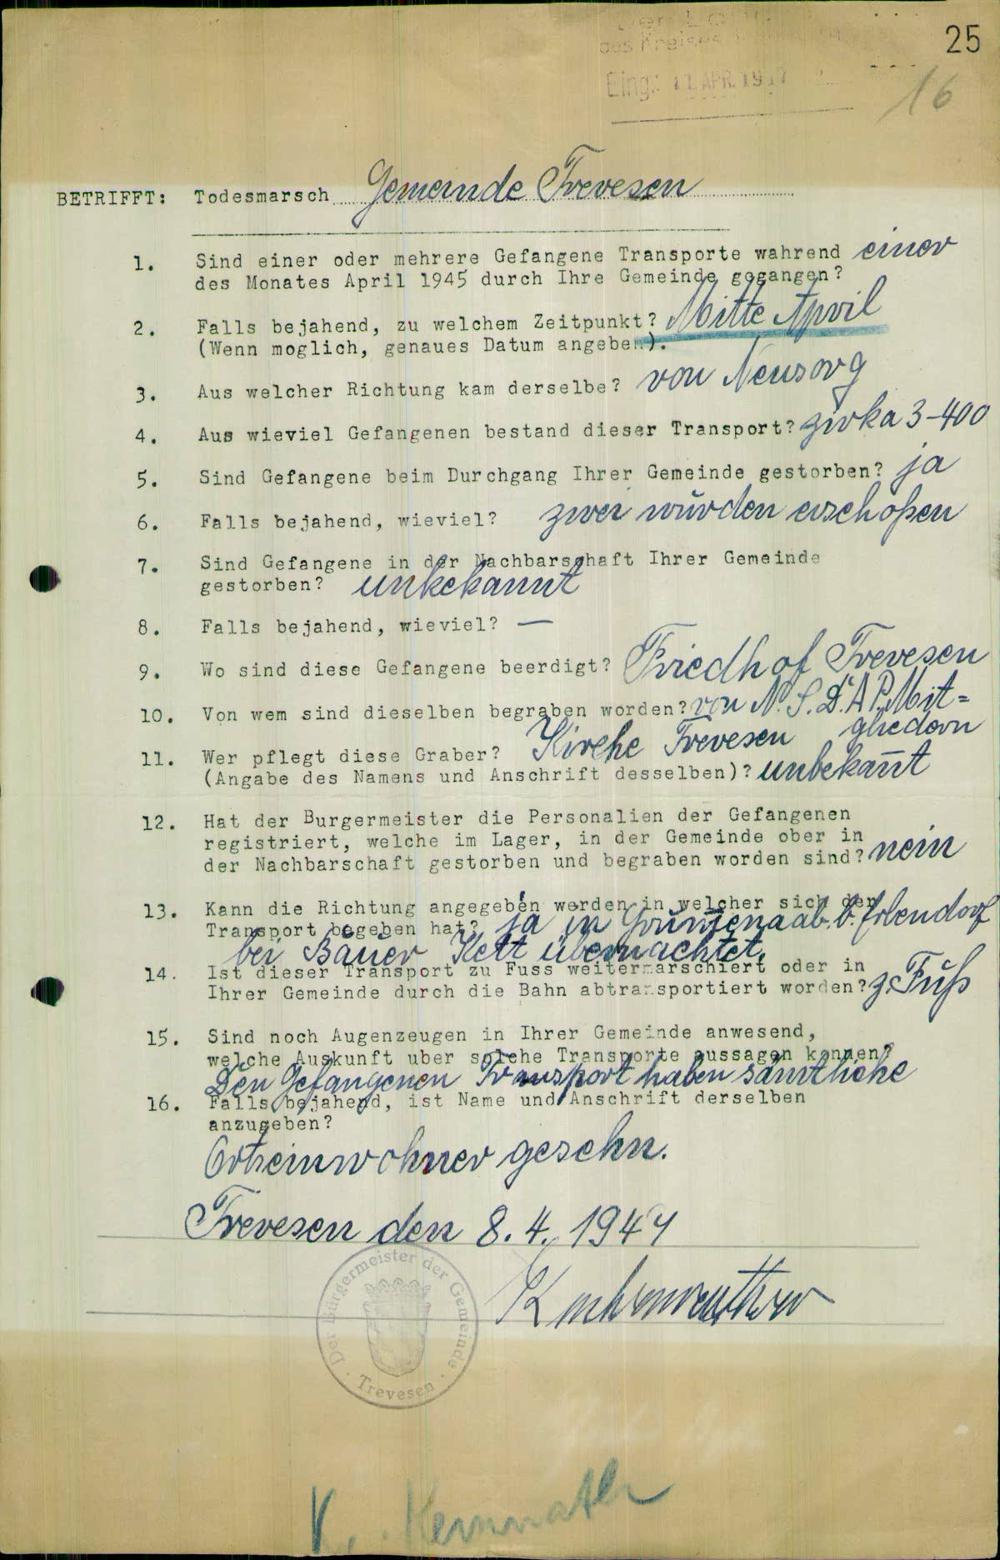 des Kreises
25
Eing: 11. APR. 1947
16
BETRIFFT: Todesmarsch Gemeinde Trevesen
1. Sind einer oder mehrere Gefangene Transporte wahrend einer
des Monates April 1945 durch Ihre Gemeinde gegangen?
2. Falls bejahend, zu welchem Zeitpunkt? Mitte April
(Wenn moglich, genaues Datum angeben).
3. Aus welcher Richtung kam derselbe? von Neusorg
4. Aus wieviel Gefangenen bestand dieser Transport? zirka 3-400
5. Sind Gefangene beim Durchgang Ihrer Gemeinde gestorben? ja
6. Falls bejahend, wieviel? zwei wurden erschoßen
7. Sind Gefangene in der Nachbarschaft Ihrer Gemeinde
gestorben? unbekannt
8. Falls bejahend, wieviel? —
9. Wo sind diese Gefangene beerdigt? Friedhof Trevesen
10. Von wem sind dieselben begraben worden? von N.S.D.A.P. Mit=
gliedern
11. Wer pflegt diese Graber? Kirche Trevesen
(Angabe des Namens und Anschrift desselben)? unbekan̄t
12. Hat der Burgermeister die Personalien der Gefangenen
registriert, welche im Lager, in der Gemeinde ober in
der Nachbarschaft gestorben und begraben worden sind? nein
13. Kann die Richtung angegeben werden in welcher sich der
Transport begeben hat? ja in b. Erbendorf
bei Bauer Kett übernachtet.
14. Ist dieser Transport zu Fuss weitermarschiert oder in
Ihrer Gemeinde durch die Bahn abtransportiert worden? z. Fuß
15. Sind noch Augenzeugen in Ihrer Gemeinde anwesend,
welche Auskunft uber solche Transporte aussagen konnen?
Den Gefangenen Transport haben sämtliche
16. Falls bejahend, ist Name und Anschrift derselben
anzugeben?
Ortseinwohner gesehn.
Trevesen den 8. 4. 1947
Der Bürgermeister der Gemeinde
Trevesen
K. Kemnath